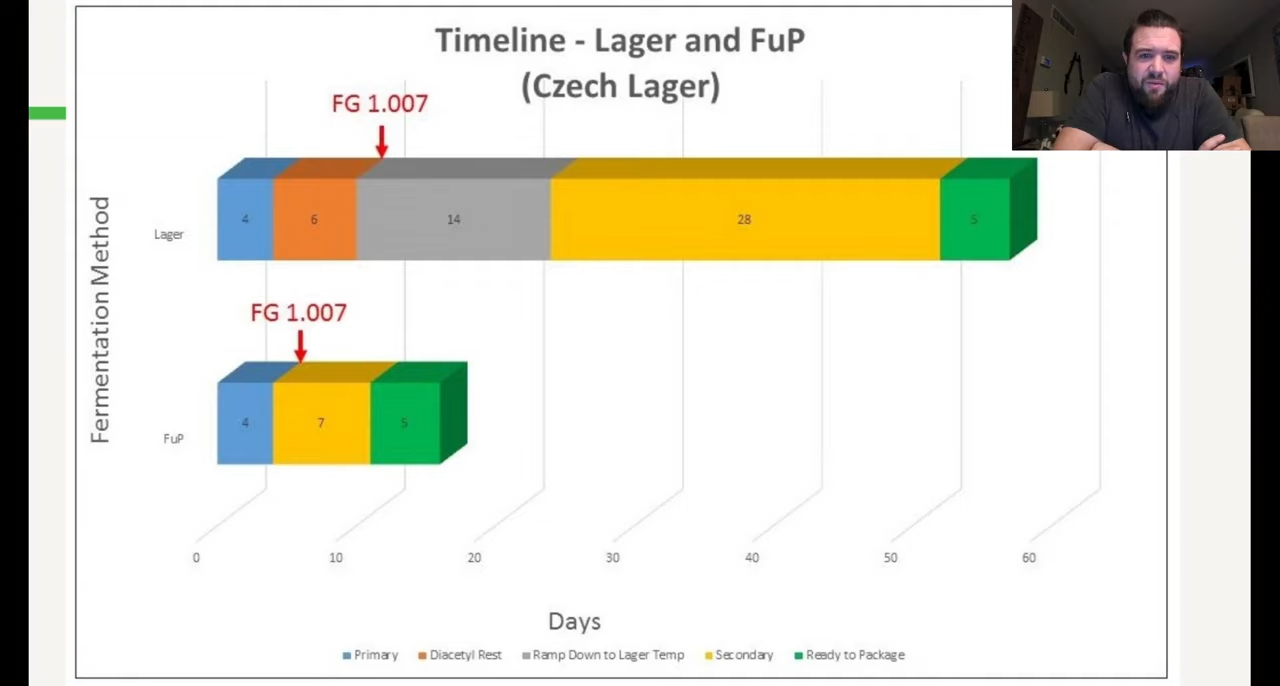 Timeline - Lager and FuP
(Czech Lager)
FG 1.007
Fermentation Method
Lager
4 6 14 28 5
FG 1.007
FuP
4 7 5
0 10 20 30 40 50 60
Days
Primary Diacetyl Rest Ramp Down to Lager Temp Secondary Ready to Package